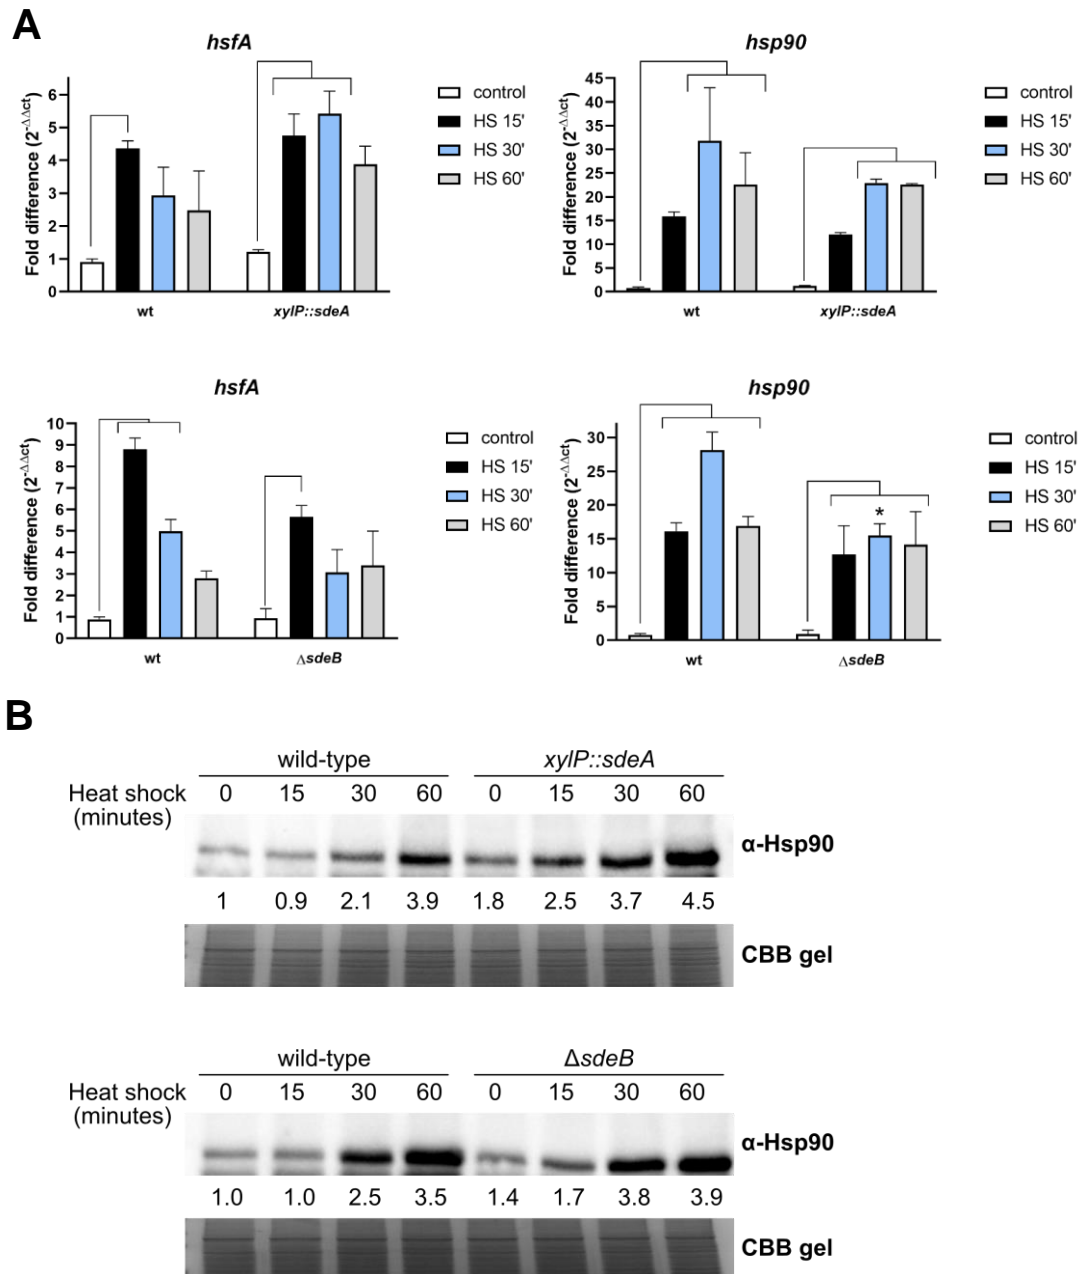 A
hsfA
Fold difference (2^-ΔΔct)
6
5
4
3
2
1
0
wt
xylP::sdeA
control
HS 15'
HS 30'
HS 60'
hsp90
Fold difference (2^-ΔΔct)
45
40
35
30
25
20
15
10
5
0
wt
xylP::sdeA
control
HS 15'
HS 30'
HS 60'
hsfA
Fold difference (2^-ΔΔct)
10
9
8
7
6
5
4
3
2
1
0
wt
ΔsdeB
control
HS 15'
HS 30'
HS 60'
hsp90
Fold difference (2^-ΔΔct)
30
25
20
15
10
5
0
*
wt
ΔsdeB
control
HS 15'
HS 30'
HS 60'
B
wild-type xylP::sdeA
Heat shock 0 15 30 60 0 15 30 60
(minutes)
α-Hsp90
1 0.9 2.1 3.9 1.8 2.5 3.7 4.5
CBB gel
wild-type ΔsdeB
Heat shock 0 15 30 60 0 15 30 60
(minutes)
α-Hsp90
1.0 1.0 2.5 3.5 1.4 1.7 3.8 3.9
CBB gel